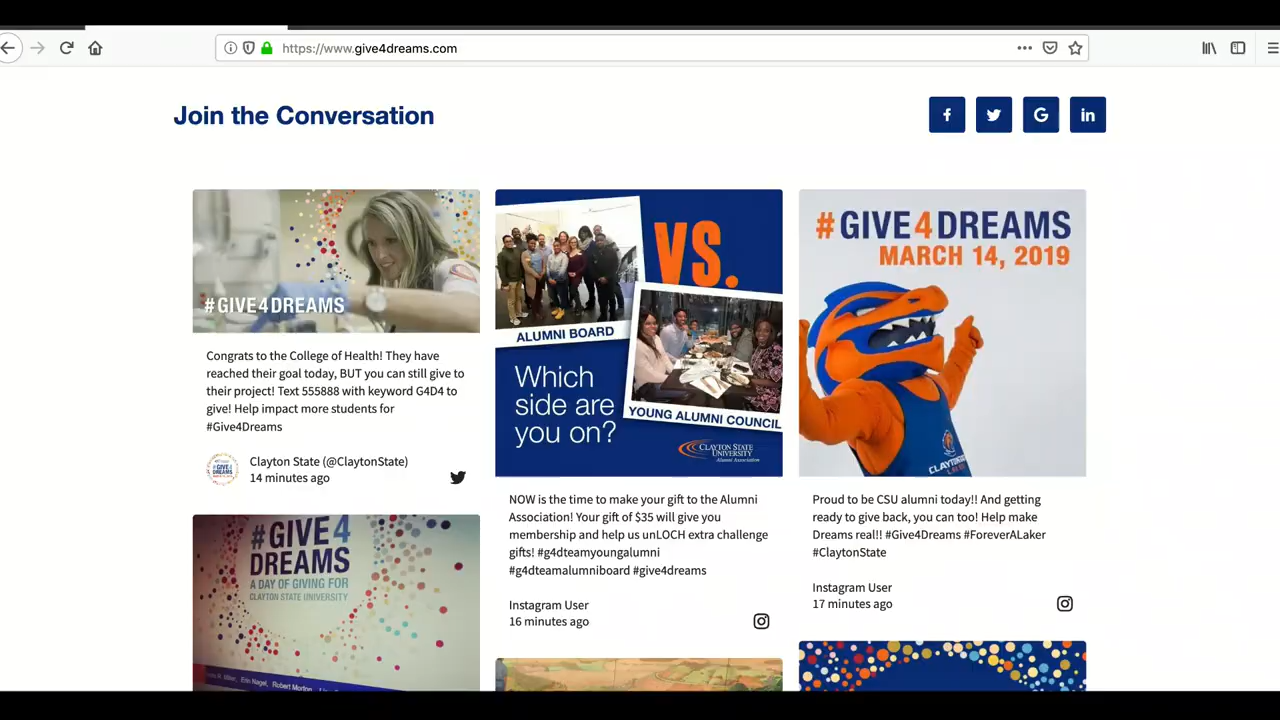 https://www.give4dreams.com
Join the Conversation
#GIVE4DREAMS
Congrats to the College of Health! They have
reached their goal today, BUT you can still give to
their project! Text 555888 with keyword G4D4 to
give! Help impact more students for
#Give4Dreams
Clayton State (@ClaytonState)
14 minutes ago
#GIVE4
DREAMS
A DAY OF GIVING FOR
CLAYTON STATE UNIVERSITY
Erin Nagel, Robert Morton,
VS.
ALUMNI BOARD
Which
side are
you on?
YOUNG ALUMNI COUNCIL
CLAYTON STATE
UNIVERSITY
Alumni Association
NOW is the time to make your gift to the Alumni
Association! Your gift of $35 will give you
membership and help us unLOCH extra challenge
gifts! #g4dteamyoungalumni
#g4dteamalumniboard #give4dreams
Instagram User
16 minutes ago
#GIVE4DREAMS
MARCH 14, 2019
Proud to be CSU alumni today!! And getting
ready to give back, you can too! Help make
Dreams real!! #Give4Dreams #ForeverALaker
#ClaytonState
Instagram User
17 minutes ago